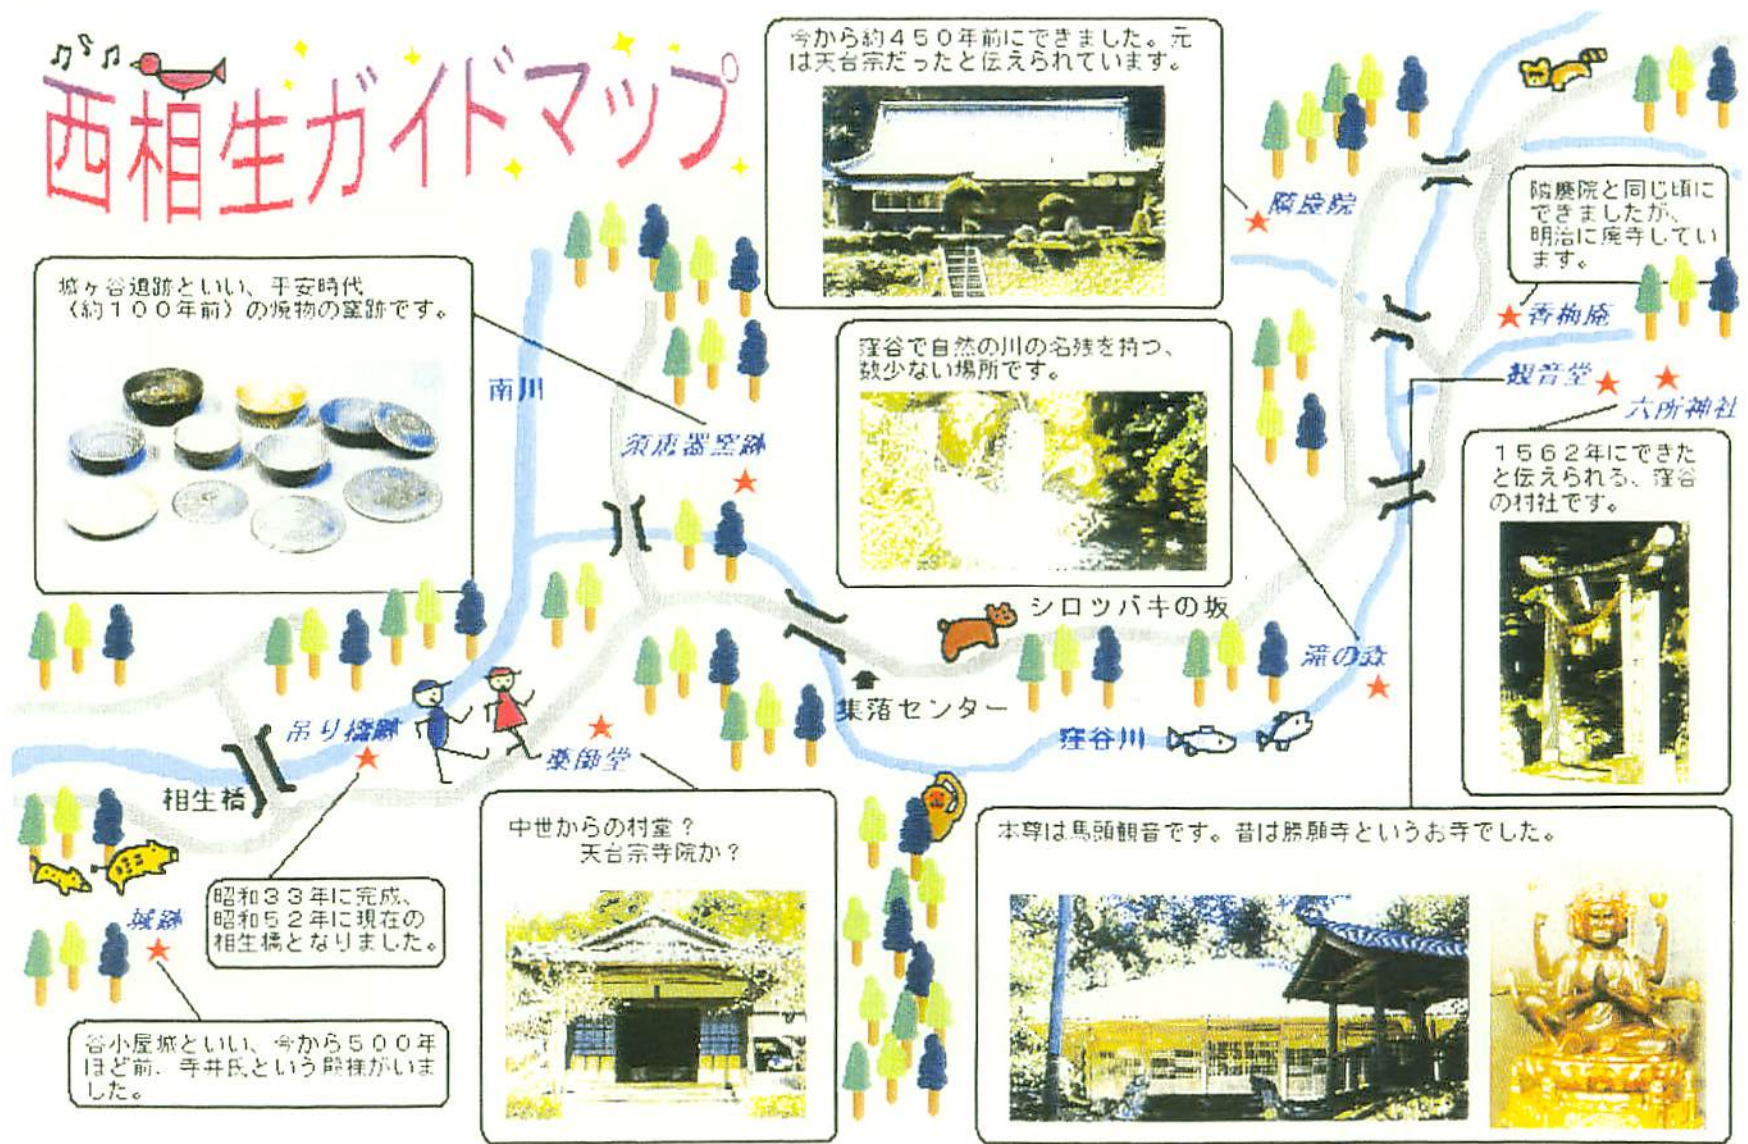 西相生ガイドマップ
今から約450年前にできました。元
は天台宗だったと伝えられています。
隣慶院
隣慶院と同じ頃に
できましたが、
明治に廃寺してい
ます。
香梅庵
城ヶ谷遺跡といい、平安時代
(約100年前)の焼物の窯跡です。
南川
須恵器窯跡
窪谷で自然の川の名残を持つ、
数少ない場所です。
観音堂
六所神社
1562年にできた
と伝えられる、窪谷
の村社です。
シロツバキの坂
滝の
集落センター
窪谷川
吊り橋跡
薬師堂
相生橋
昭和33年に完成、
昭和52年に現在の
相生橋となりました。
城跡
谷小屋城といい、今から500年
ほど前、寺井氏という殿様がいま
した。
中世からの村堂?
天台宗寺院か?
本尊は馬頭観音です。昔は勝願寺というお寺でした。